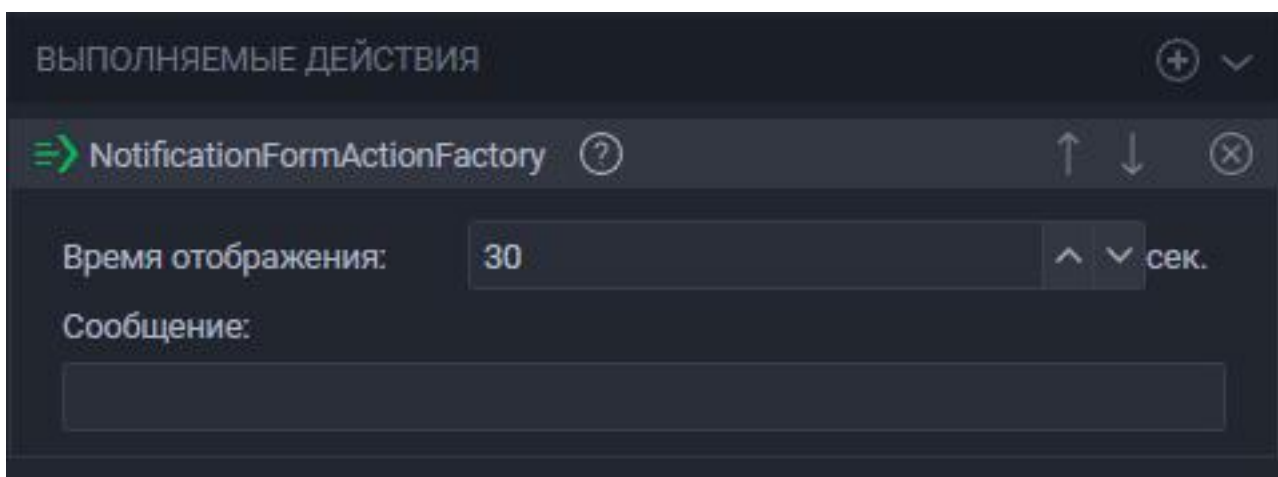 ВЫПОЛНЯЕМЫЕ ДЕЙСТВИЯ
NotificationFormActionFactory ?
Время отображения: 30 сек.
Сообщение: